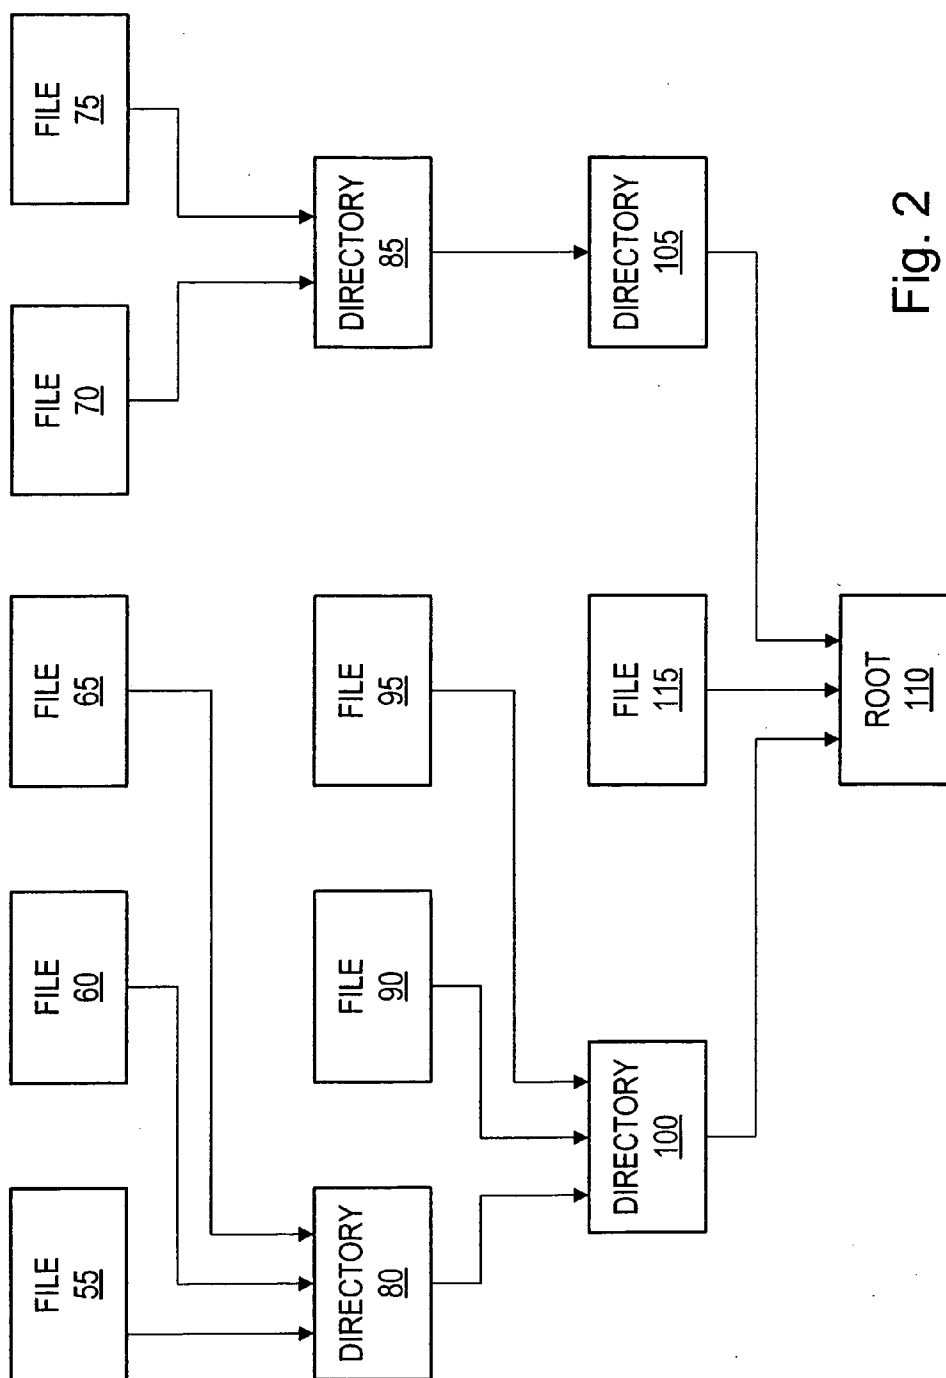 FILE
55
FILE
60
FILE
65
FILE
70
FILE
75
DIRECTORY
80
FILE
90
FILE
95
DIRECTORY
85
DIRECTORY
100
FILE
115
DIRECTORY
105
ROOT
110
Fig. 2